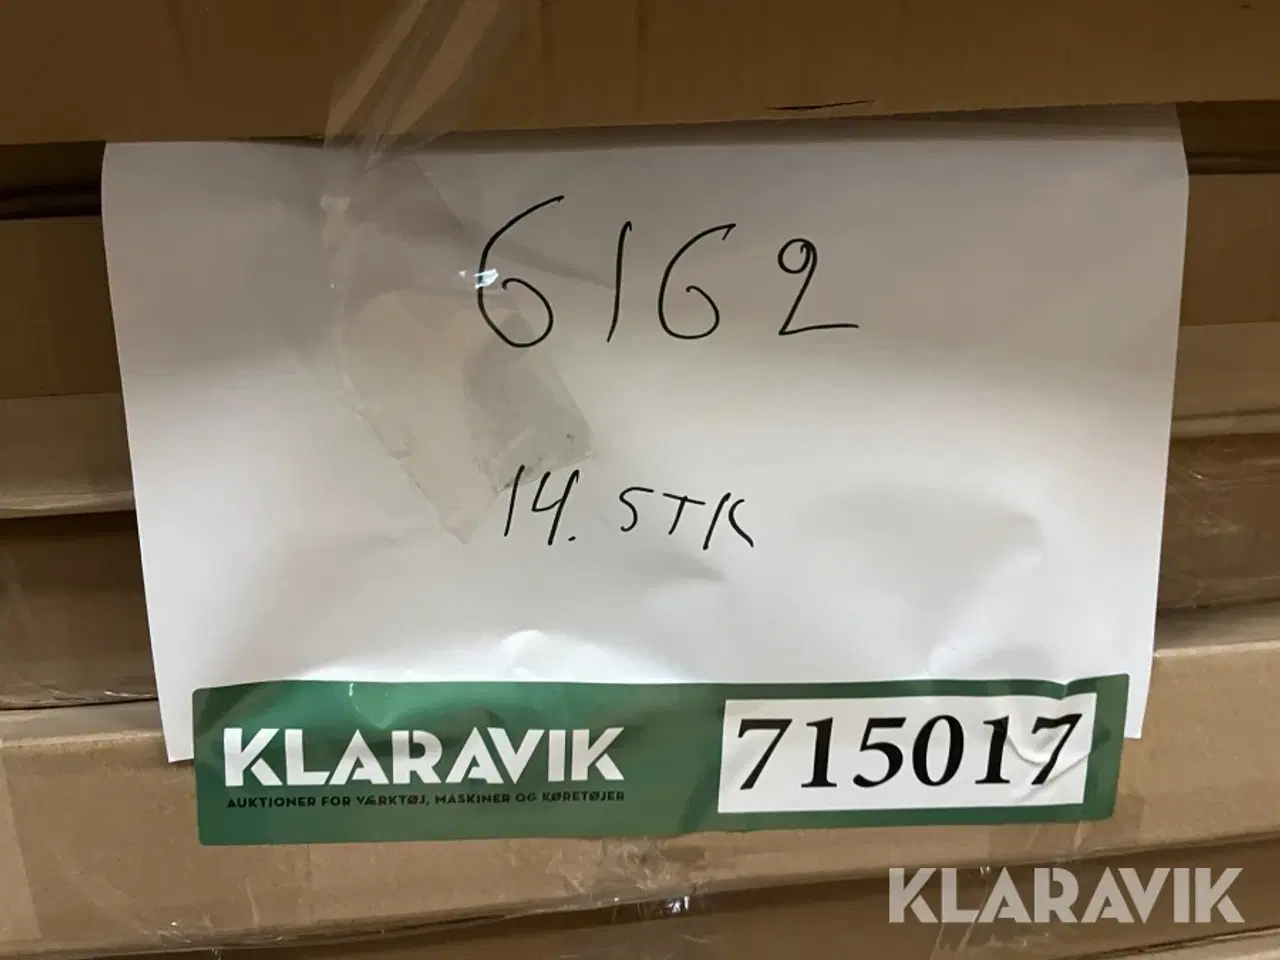 6162
14. STK
KLARAVIK
AUKTIONER FOR VÆRKTØJ, MASKINER OG KØRETØJER
715017
KLARAVIK